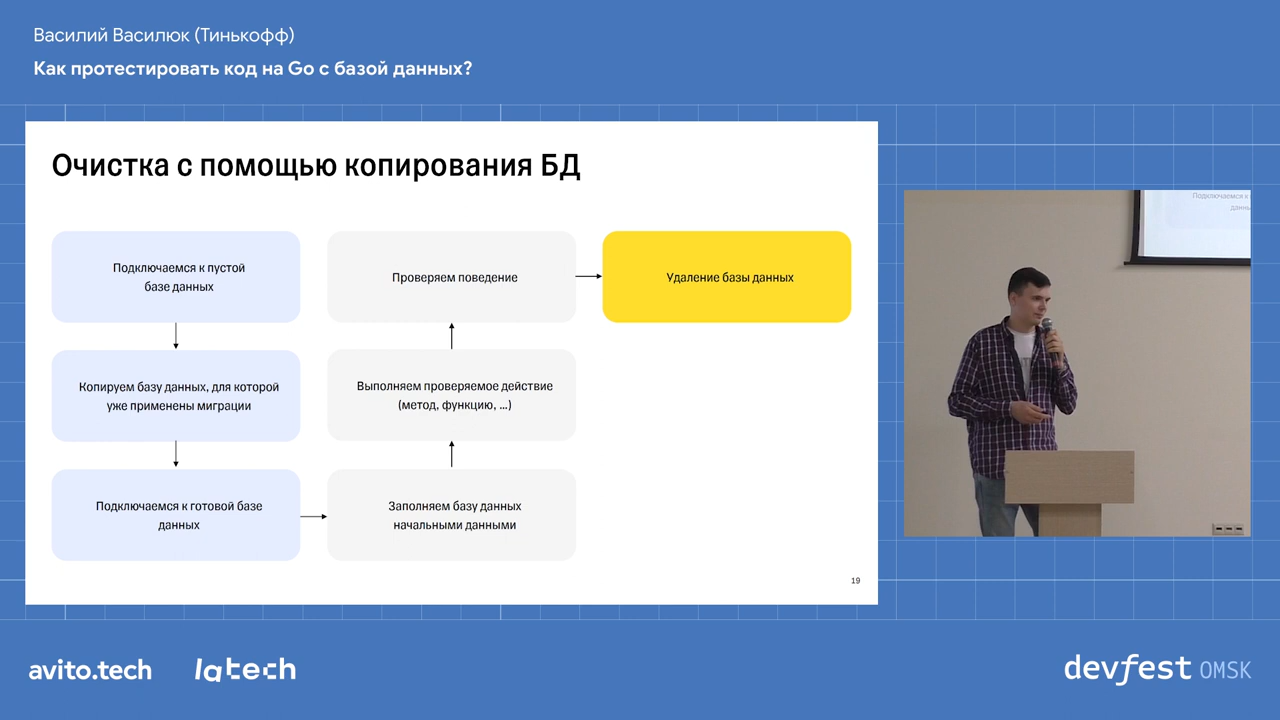 Василий Василюк (Тинькофф)
Как протестировать код на Go с базой данных?
Очистка с помощью копирования БД
Подключаемся к пустой
базе данных
Копируем базу данных, для которой
уже применены миграции
Подключаемся к готовой базе
данных
Заполняем базу данных
начальными данными
Выполняем проверяемое действие
(метод, функцию, ...)
Проверяем поведение
Удаление базы данных
19
Подключаемся к
avito.tech
latech
devfest OMSK